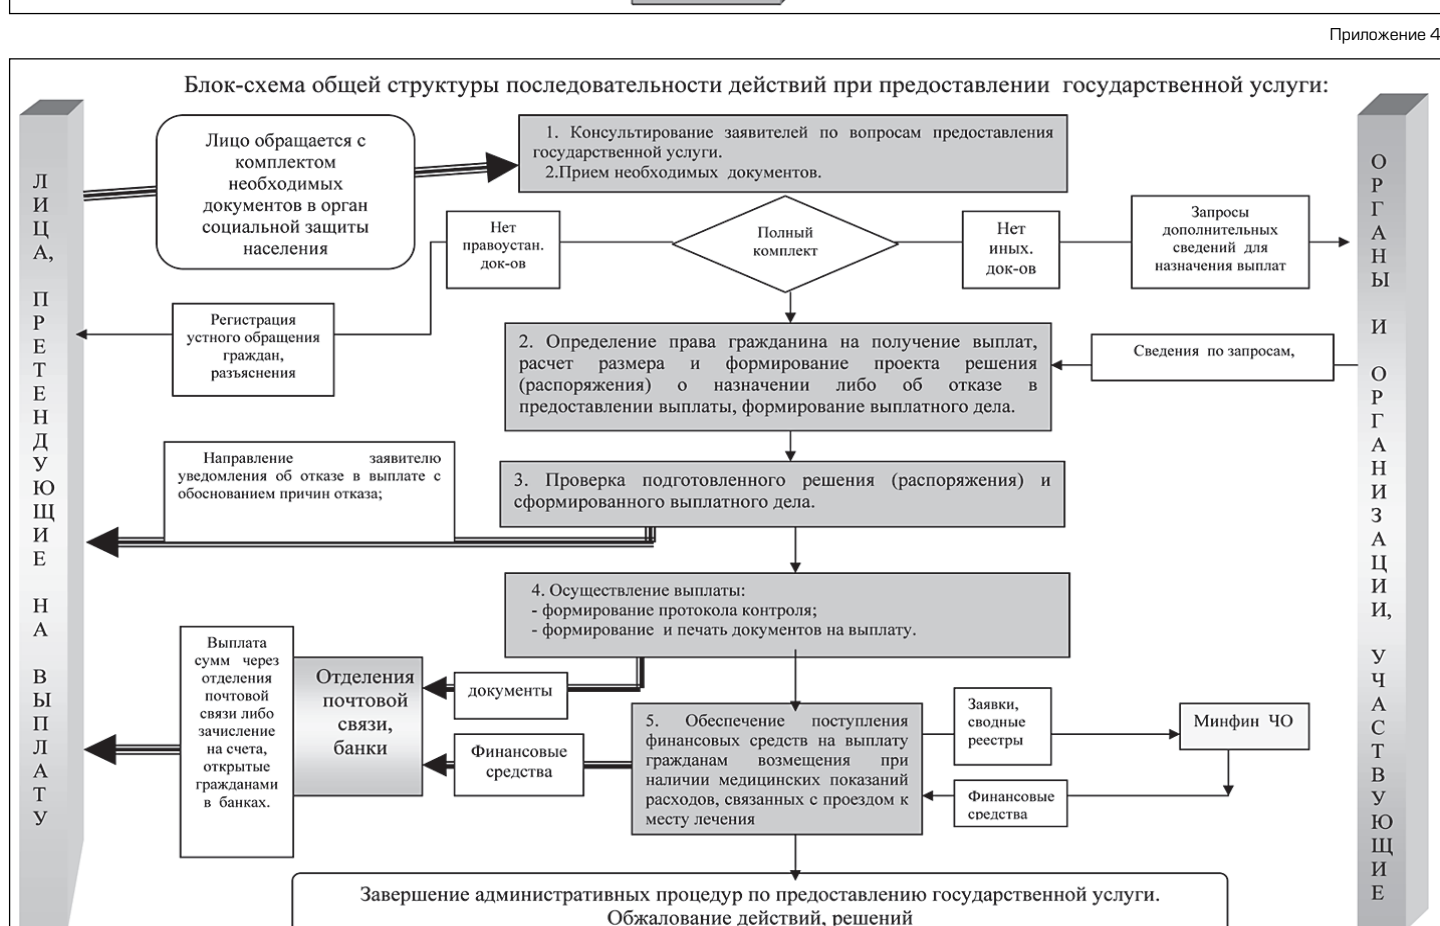 Приложение 4
Блок-схема общей структуры последовательности действий при предоставлении государственной услуги:
ЛИЦА, ПРЕТЕНДУЮЩИЕ НА ВЫПЛАТУ
Лицо обращается с
комплектом
необходимых
документов в орган
социальной защиты
населения
1. Консультирование заявителей по вопросам предоставления
государственной услуги.
2.Прием необходимых документов.
Нет
правоустан.
док-ов
Полный
комплект
Нет
иных.
док-ов
Запросы
дополнительных
сведений для
назначения выплат
Регистрация
устного обращения
граждан,
разъяснения
2. Определение права гражданина на получение выплат,
расчет размера и формирование проекта решения
(распоряжения) о назначении либо об отказе в
предоставлении выплаты, формирование выплатного дела.
Сведения по запросам,
Направление заявителю
уведомления об отказе в выплате с
обоснованием причин отказа;
3. Проверка подготовленного решения (распоряжения) и
сформированного выплатного дела.
4. Осуществление выплаты:
- формирование протокола контроля;
- формирование и печать документов на выплату.
Выплата
сумм через
отделения
почтовой
связи либо
зачисление
на счета,
открытые
гражданами
в банках.
Отделения
почтовой
связи,
банки
документы
Финансовые
средства
5. Обеспечение поступления
финансовых средств на выплату
гражданам возмещения при
наличии медицинских показаний
расходов, связанных с проездом к
месту лечения
Заявки,
сводные
реестры
Минфин ЧО
Финансовые
средства
ОРГАНЫ И ОРГАНИЗАЦИИ, УЧАСТВУЮЩИЕ
Завершение административных процедур по предоставлению государственной услуги.
Обжалование действий, решений